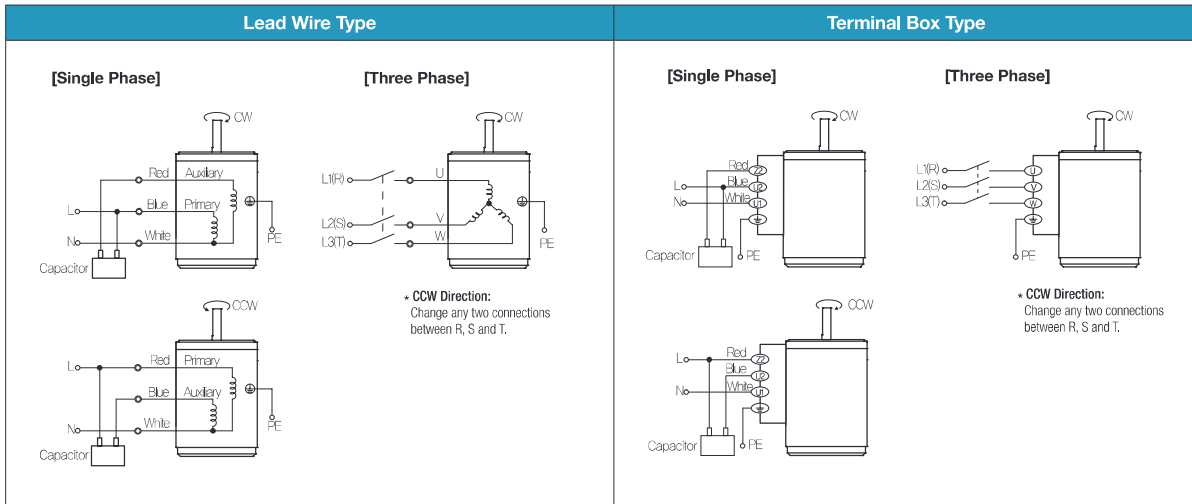 Lead Wire Type
Terminal Box Type
[Single Phase]
[Three Phase]
[Single Phase]
[Three Phase]
CW
Red
Auxiliary
L
Blue
Primary
N
White
PE
Capacitor
CW
L1(R)
U
L2(S)
V
L3(T)
W
PE
* CCW Direction:
Change any two connections
between R, S and T.
CCW
L
Red
Primary
Blue
Auxiliary
N
White
PE
Capacitor
CW
Red
Z2
L
Blue
U2
N
White
U1
Capacitor
PE
CW
L1(R)
U
L2(S)
V
L3(T)
W
PE
* CCW Direction:
Change any two connections
between R, S and T.
CCW
L
Red
Z2
Blue
U2
N
White
U1
Capacitor
PE